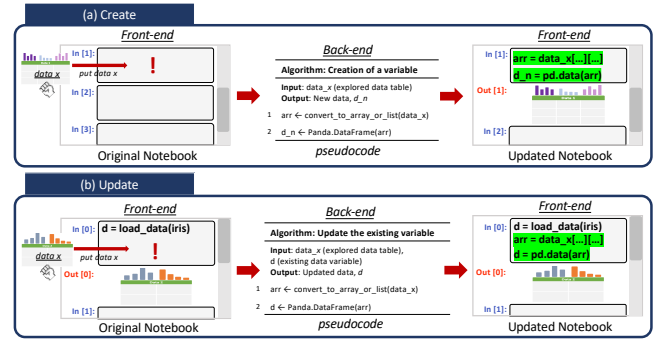 (a) Create
Front-end
In [1]:
!
data x
put data x
In [2]:
In [3]:
Original Notebook
Back-end
Algorithm: Creation of a variable
Input: data_x (explored data table)
Output: New data, d_n
1 arr ← convert_to_array_or_list(data_x)
2 d_n ← Panda.DataFrame(arr)
pseudocode
Front-end
In [1]:
arr = data_x[...][...]
d_n = pd.data(arr)
Out [1]:
In [2]:
Updated Notebook
(b) Update
Front-end
In [0]:
d = load_data(iris)
!
data x
put data x
Out [0]:
In [1]:
Original Notebook
Back-end
Algorithm: Update the existing variable
Input: data_x (explored data table),
d (existing data variable)
Output: Updated data, d
1 arr ← convert_to_array_or_list(data_x)
2 d ← Panda.DataFrame(arr)
pseudocode
Front-end
In [0]:
d = load_data(iris)
arr = data_x[...][...]
d = pd.data(arr)
Out [0]:
In [1]:
Updated Notebook